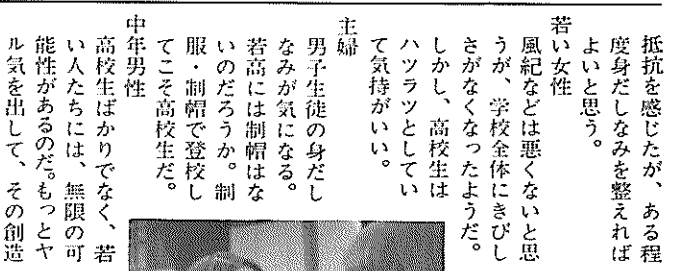 抵抗を感じたが、ある程
度身だしなみを整えれば
よいと思う。
若い女性
風紀などは悪くないと思
うが、学校全体にきびし
さがなくなったようだ。
しかし、高校生は
ハツラツとしてい
て気持がいい。
主婦
男子生徒の身だし
なみが気になる。
若高には制帽はな
いのだろうか。制
服・制帽で登校し
てこそ高校生だ。
中年男性
高校生ばかりでなく、若
い人たちには、無限の可
能性があるのだ。もっとヤ
ル気を出して、その創造